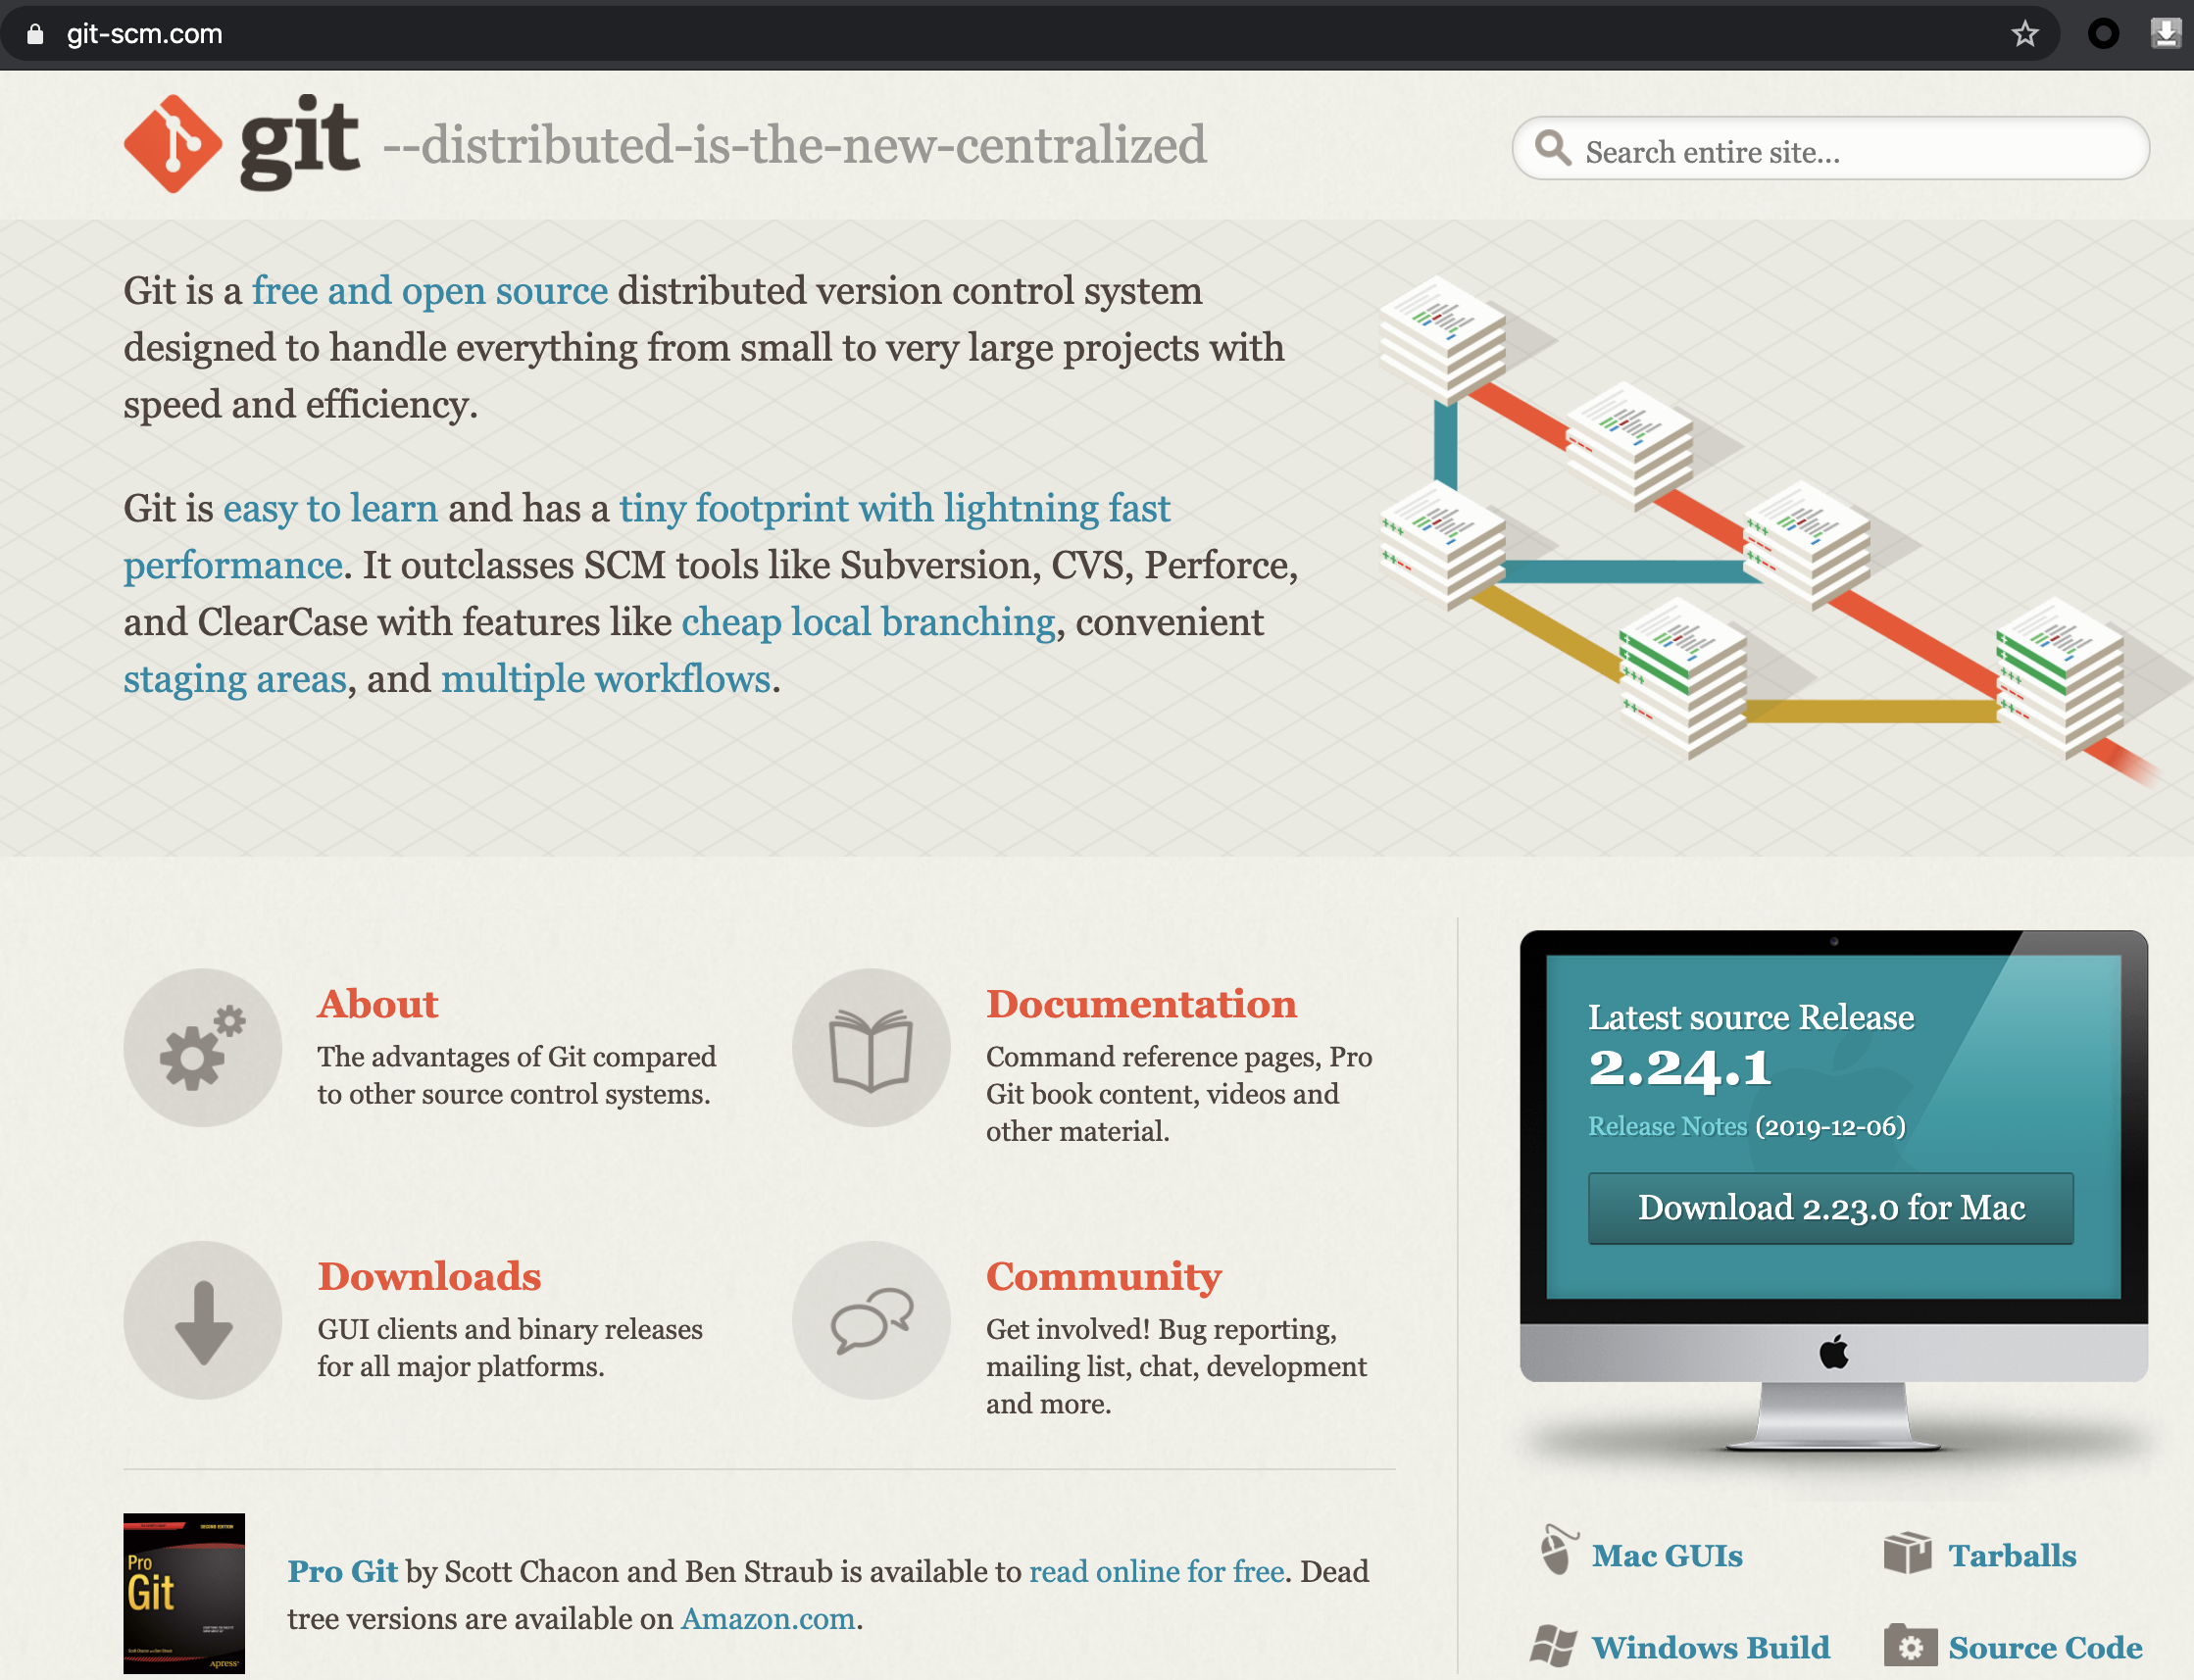 git-scm.com
git --distributed-is-the-new-centralized
Search entire site...
Git is a free and open source distributed version control system
designed to handle everything from small to very large projects with
speed and efficiency.
Git is easy to learn and has a tiny footprint with lightning fast
performance. It outclasses SCM tools like Subversion, CVS, Perforce,
and ClearCase with features like cheap local branching, convenient
staging areas, and multiple workflows.
About
The advantages of Git compared
to other source control systems.
Documentation
Command reference pages, Pro
Git book content, videos and
other material.
Downloads
GUI clients and binary releases
for all major platforms.
Community
Get involved! Bug reporting,
mailing list, chat, development
and more.
Latest source Release
2.24.1
Release Notes (2019-12-06)
Download 2.23.0 for Mac
Mac GUIs
Tarballs
Windows Build
Source Code
SECOND EDITION
Pro
Git
Apress
Pro Git by Scott Chacon and Ben Straub is available to read online for free. Dead
tree versions are available on Amazon.com.